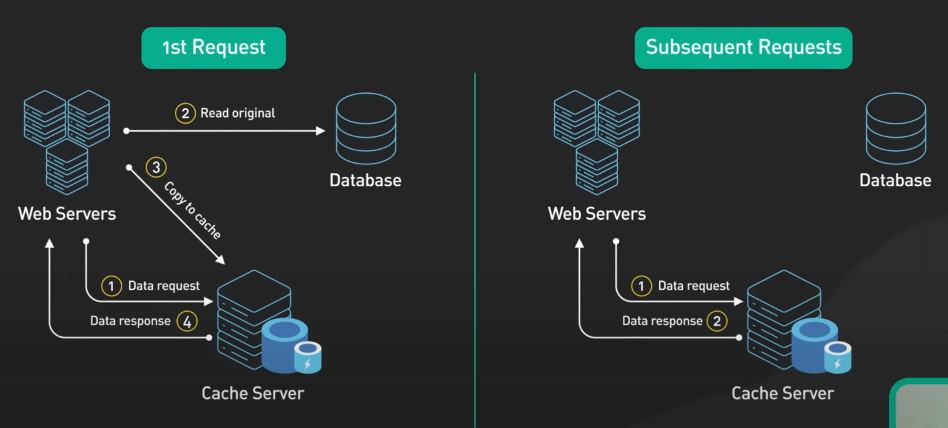 1st Request
2 Read original
Database
3 Copy to cache
Web Servers
1 Data request
Data response 4
Cache Server
Subsequent Requests
Database
Web Servers
1 Data request
Data response 2
Cache Server